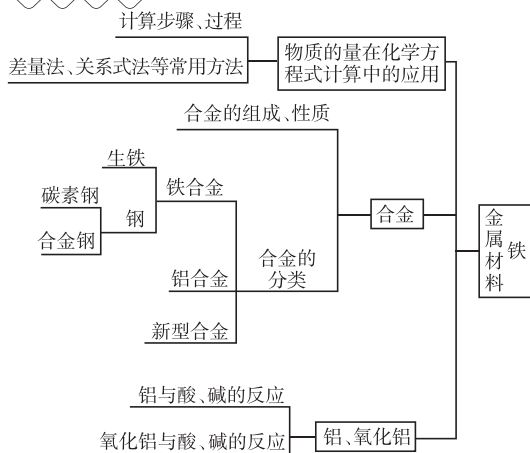 计算步骤、过程
差量法、关系式法等常用方法
物质的量在化学方
程式计算中的应用
合金的组成、性质
生铁
碳素钢
铁合金
钢
合金钢
合金
合金的
分类
铝合金
新型合金
金属材料
铁
铝与酸、碱的反应
氧化铝与酸、碱的反应
铝、氧化铝